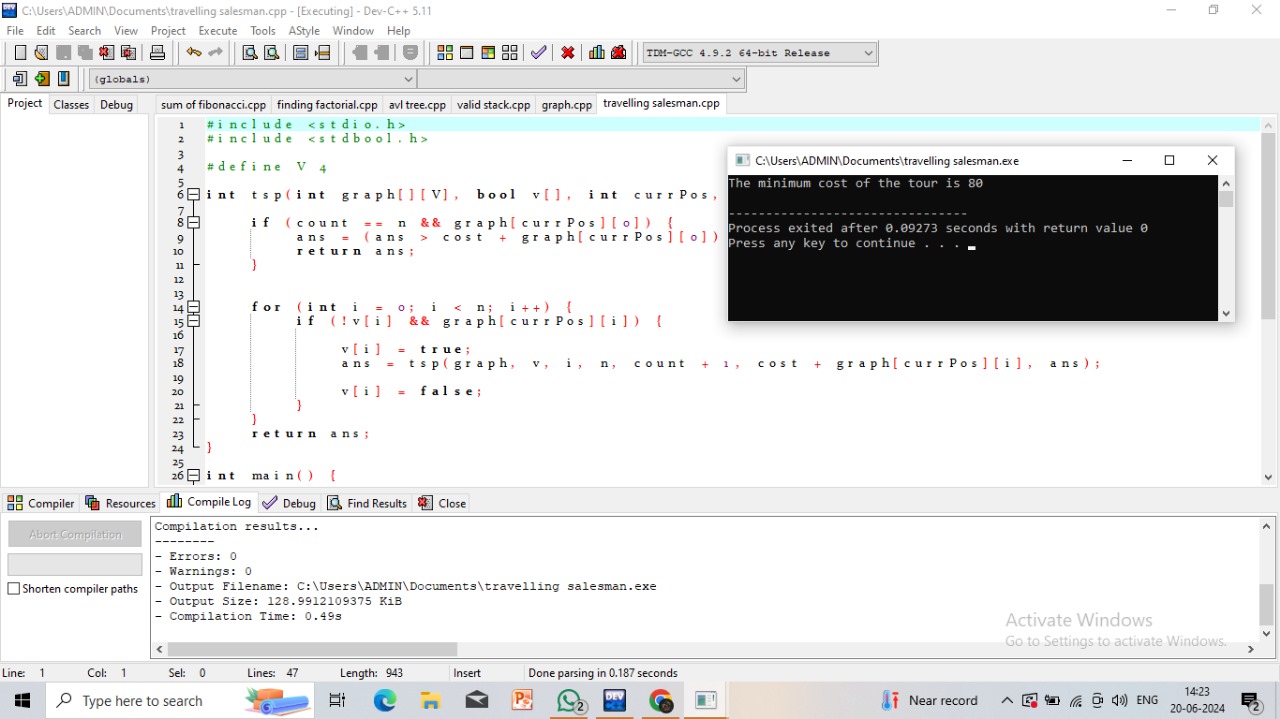 C:\Users\ADMIN\Documents\travelling salesman.cpp - [Executing] - Dev-C++ 5.11
File Edit Search View Project Execute Tools AStyle Window Help
TDM-GCC 4.9.2 64-bit Release
(globals)
Project Classes Debug
sum of fibonacci.cpp finding factorial.cpp avl tree.cpp valid stack.cpp graph.cpp travelling salesman.cpp
1 #include <stdio.h>
2 #include <stdbool.h>
3
4 #define V 4
5
6 int tsp(int graph[][V], bool v[], int currPos,
7
8 if (count == n && graph[currPos][0]) {
9 ans = (ans > cost + graph[currPos][0])
10 return ans;
11 }
12
13
14 for (int i = 0; i < n; i++) {
15 if (!v[i] && graph[currPos][i]) {
16
17 v[i] = true;
18 ans = tsp(graph, v, i, n, count + 1, cost + graph[currPos][i], ans);
19
20 v[i] = false;
21 }
22 }
23 return ans;
24 }
25
26 int main() {
C:\Users\ADMIN\Documents\travelling salesman.exe
The minimum cost of the tour is 80
--------------------------------
Process exited after 0.09273 seconds with return value 0
Press any key to continue . . .
Compiler Resources Compile Log Debug Find Results Close
Abort Compilation
Shorten compiler paths
Compilation results...
--------
- Errors: 0
- Warnings: 0
- Output Filename: C:\Users\ADMIN\Documents\travelling salesman.exe
- Output Size: 128.9912109375 KiB
- Compilation Time: 0.49s
Activate Windows
Go to Settings to activate Windows.
Line: 1 Col: 1 Sel: 0 Lines: 47 Length: 943 Insert Done parsing in 0.187 seconds
Type here to search
2
Near record
ENG
14:23
20-06-2024
2